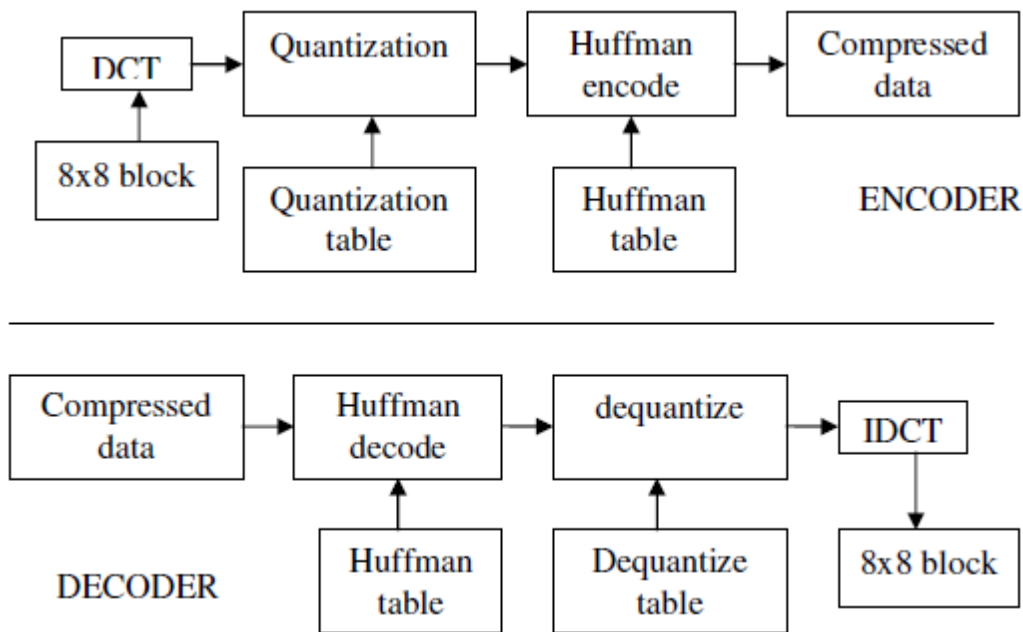 DCT
Quantization
Huffman
encode
Compressed
data
8x8 block
Quantization
table
Huffman
table
ENCODER
Compressed
data
Huffman
decode
dequantize
IDCT
DECODER
Huffman
table
Dequantize
table
8x8 block